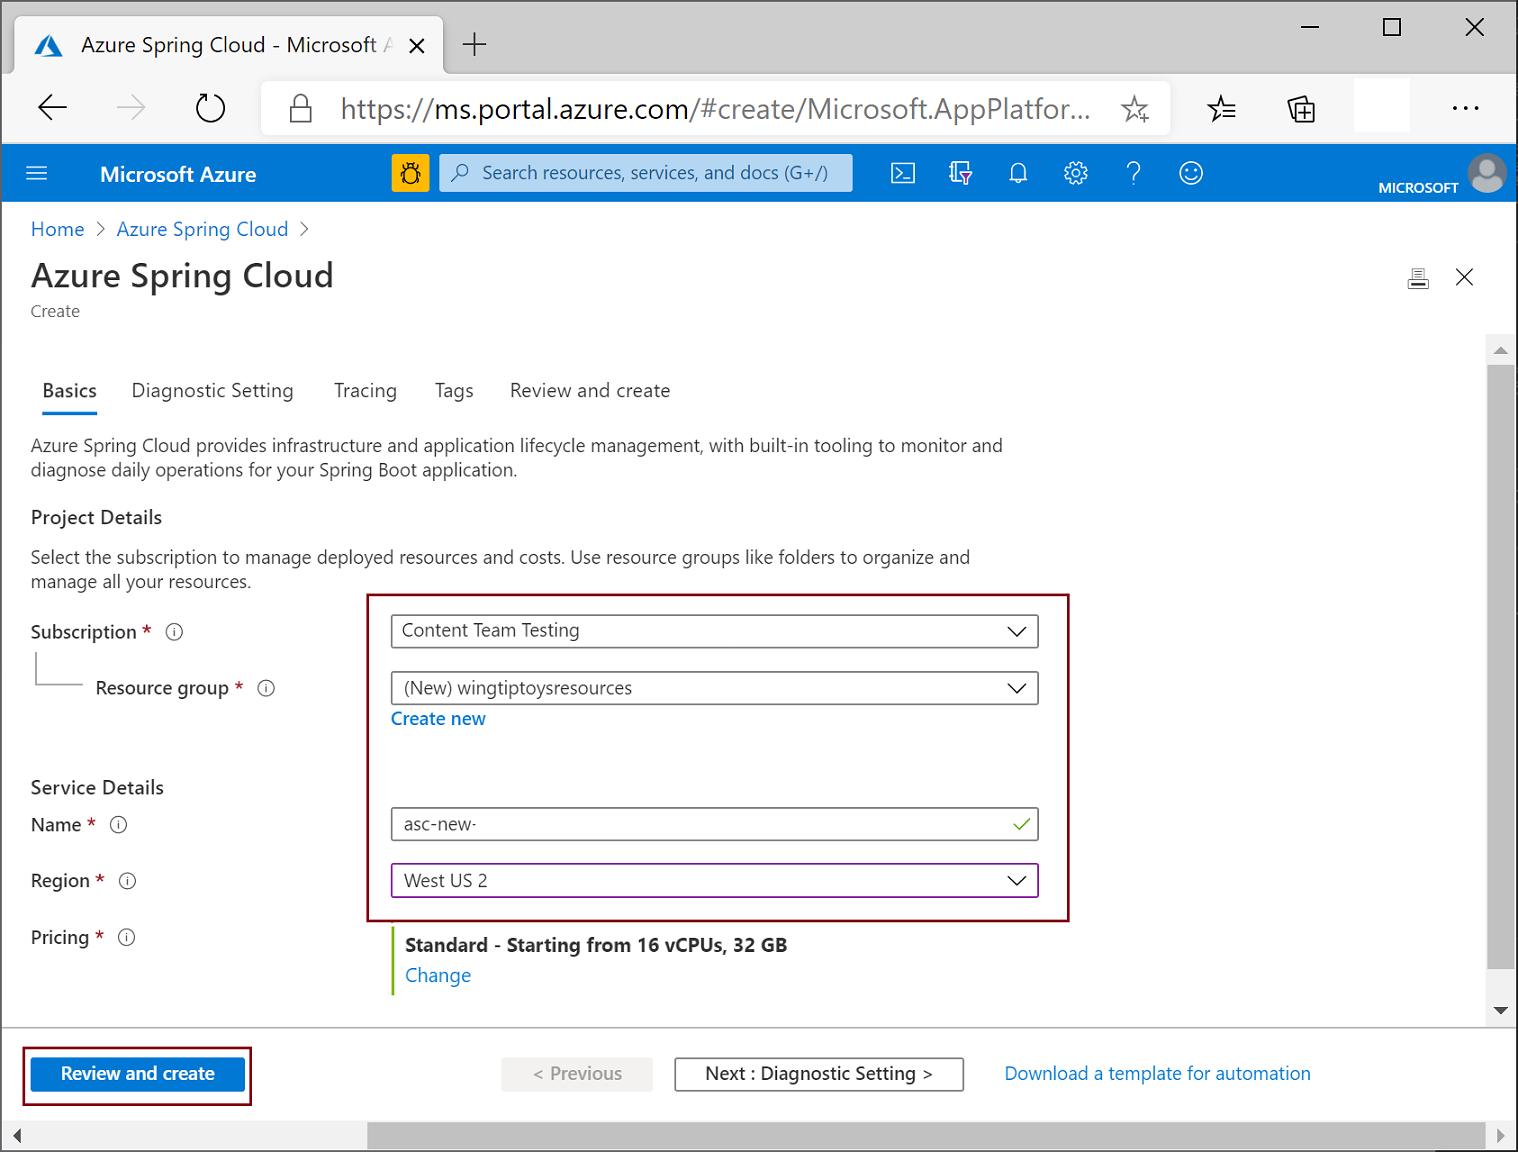 Azure Spring Cloud - Microsoft A
https://ms.portal.azure.com/#create/Microsoft.AppPlatfor...
Microsoft Azure
Search resources, services, and docs (G+/)
MICROSOFT
Home > Azure Spring Cloud >
Azure Spring Cloud
Create
Basics Diagnostic Setting Tracing Tags Review and create
Azure Spring Cloud provides infrastructure and application lifecycle management, with built-in tooling to monitor and
diagnose daily operations for your Spring Boot application.
Project Details
Select the subscription to manage deployed resources and costs. Use resource groups like folders to organize and
manage all your resources.
Subscription * Content Team Testing
Resource group * (New) wingtiptoysresources
Create new
Service Details
Name * asc-new-
Region * West US 2
Pricing * Standard - Starting from 16 vCPUs, 32 GB
Change
Review and create < Previous Next : Diagnostic Setting > Download a template for automation